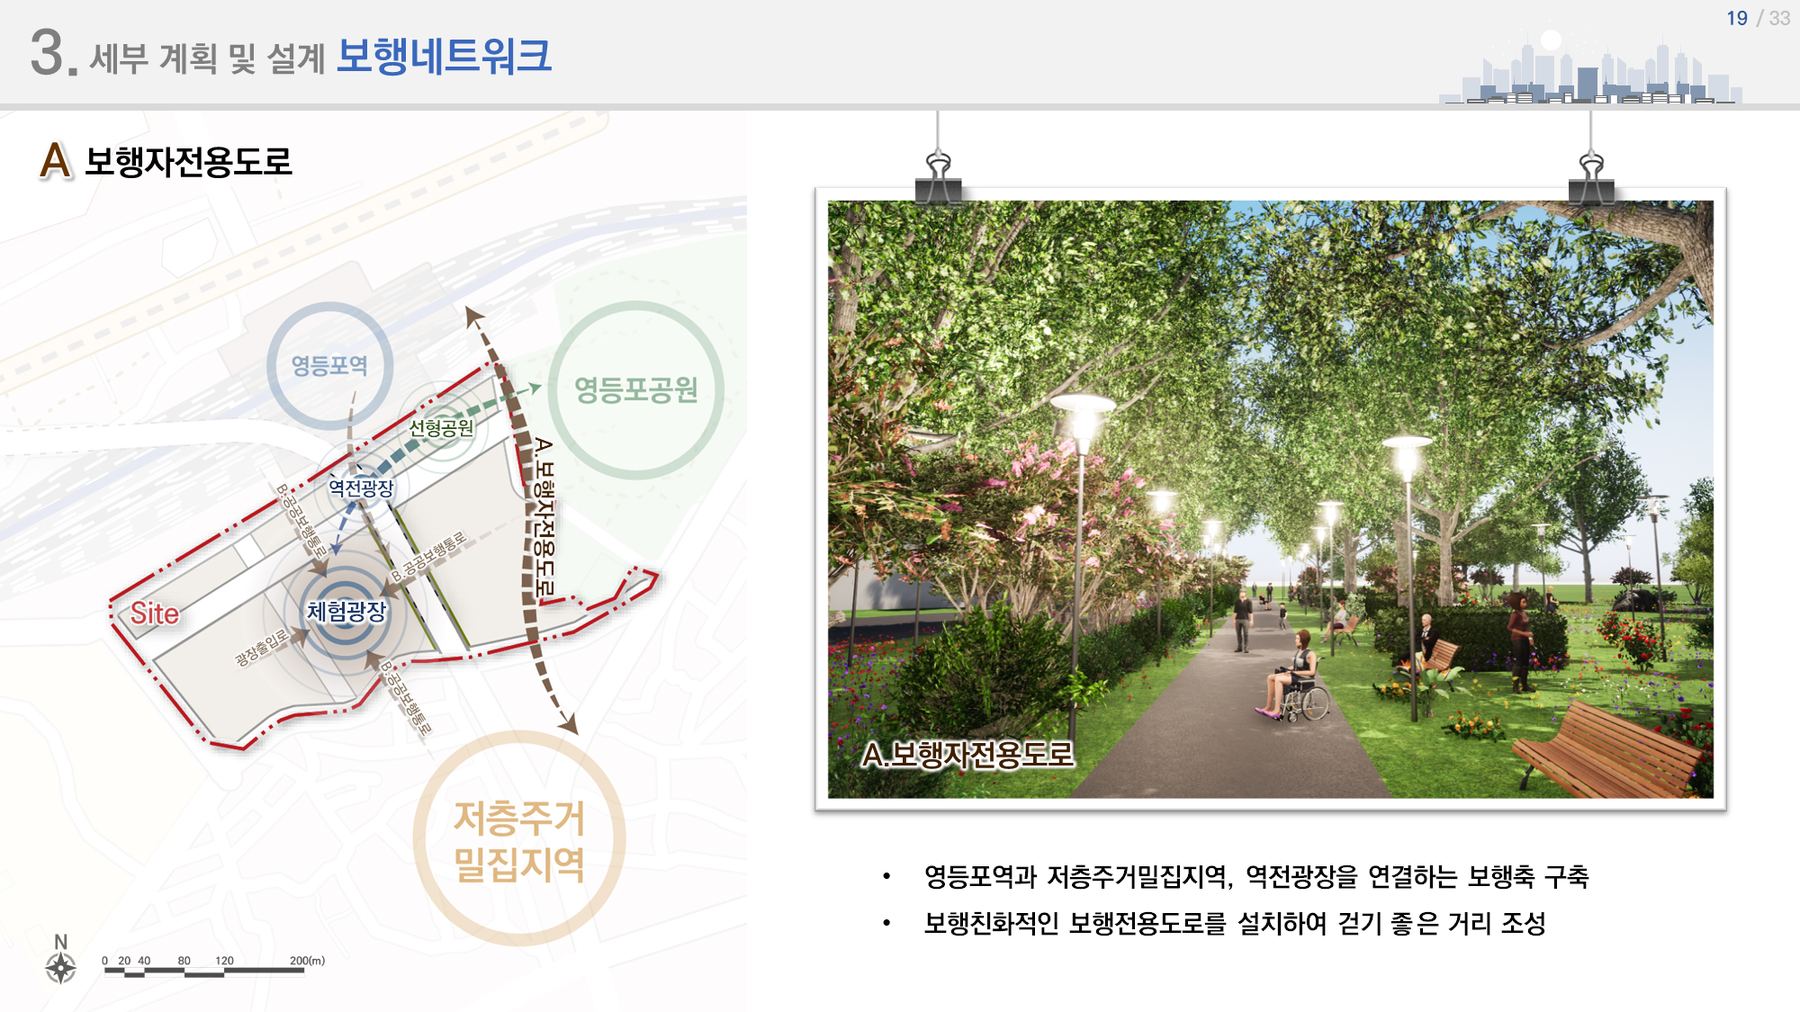 19 / 33
3. 세부 계획 및 설계 보행네트워크
A 보행자전용도로
영등포역
영등포공원
선형공원
역전광장
A.보행자전용도로
B.공공보행통로
B.공공보행통로
Site
체험광장
광장출입로
B.공공보행통로
저층주거
밀집지역
N
0 20 40 80 120 200(m)
A.보행자전용도로
• 영등포역과 저층주거밀집지역, 역전광장을 연결하는 보행축 구축
• 보행친화적인 보행전용도로를 설치하여 걷기 좋은 거리 조성